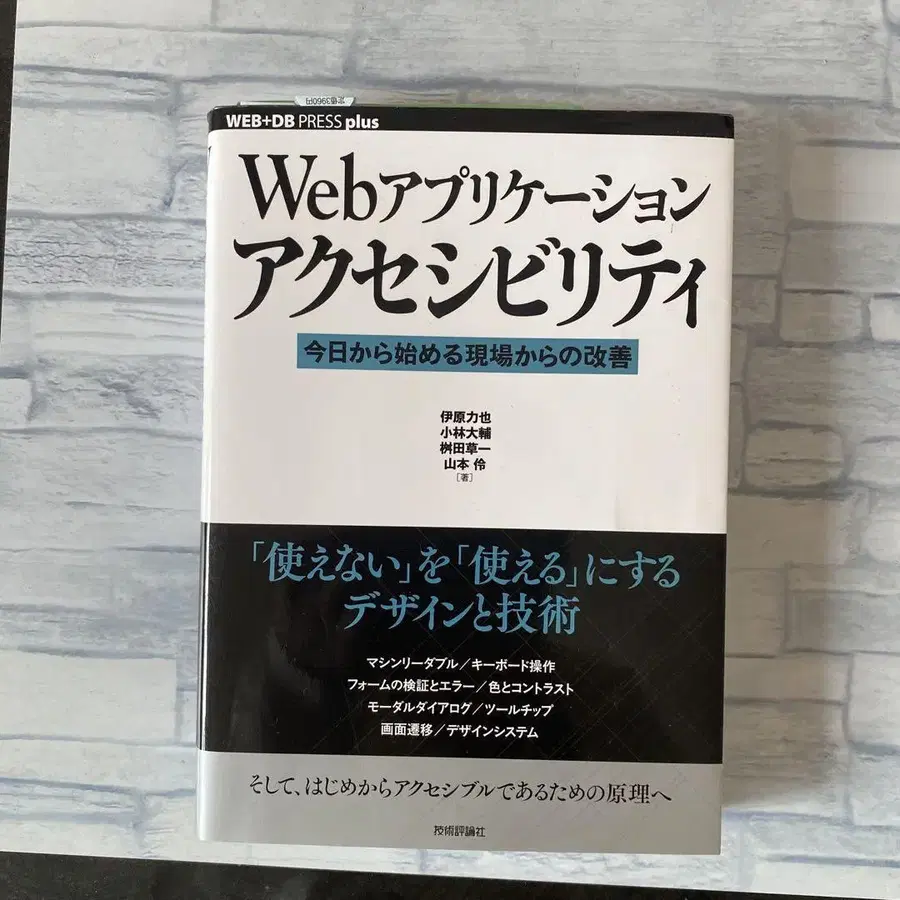 定価3960円
WEB+DB PRESS plus
Webアプリケーション
アクセシビリティ
今日から始める現場からの改善
伊原力也
小林大輔
桝田草一
山本 伶
[著]
「使えない」を「使える」にする
デザインと技術
マシンリーダブル/キーボード操作
フォームの検証とエラー/色とコントラスト
モーダルダイアログ/ツールチップ
画面遷移/デザインシステム
そして、はじめからアクセシブルであるための原理へ
技術評論社